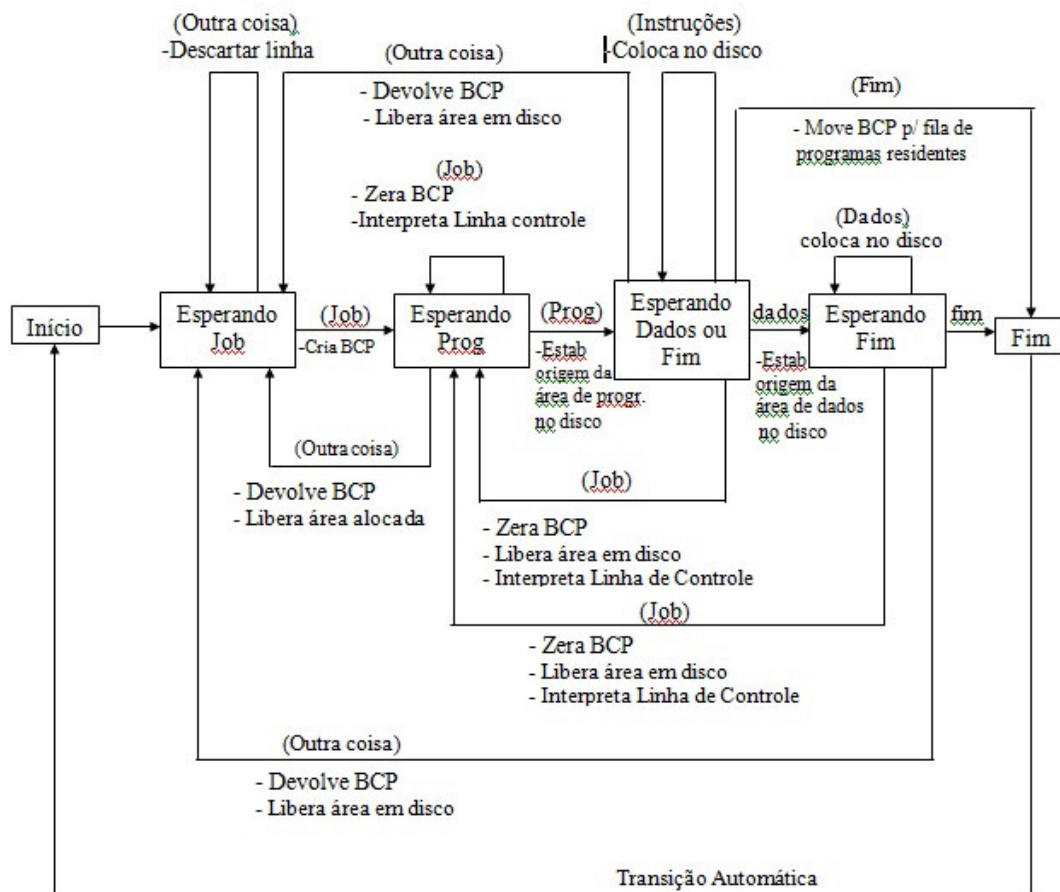 (Outra coisa)
-Descartar linha
(Outra coisa)
- Devolve BCP
- Libera área em disco
(Instruções)
-Coloca no disco
(Fim)
- Move BCP p/ fila de
programas residentes
(Job)
- Zera BCP
-Interpreta Linha controle
(Dados)
coloca no disco
Início
Esperando
Job
(Job)
-Cria BCP
Esperando
Prog
(Prog)
-Estab
origem da
área de progr.
no disco
Esperando
Dados ou
Fim
dados
-Estab
origem da
área de dados
no disco
Esperando
Fim
fim
Fim
(Outra coisa)
- Devolve BCP
- Libera área alocada
(Job)
- Zera BCP
- Libera área em disco
- Interpreta Linha de Controle
(Job)
- Zera BCP
- Libera área em disco
- Interpreta Linha de Controle
(Outra coisa)
- Devolve BCP
- Libera área em disco
Transição Automática